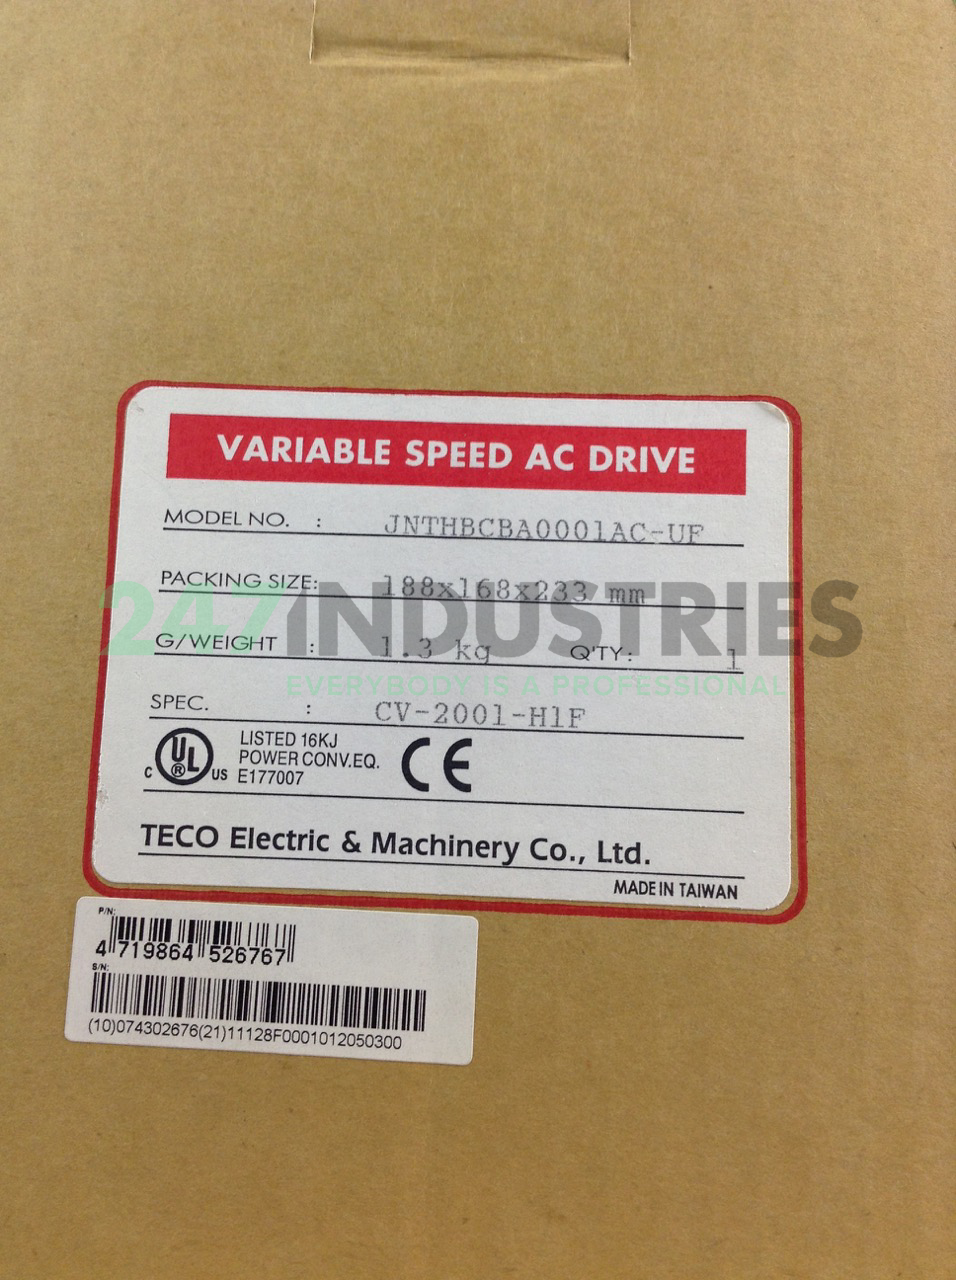 VARIABLE SPEED AC DRIVE
MODEL NO. : JNTHBCBA0001AC-UF
PACKING SIZE: 188x168x233 mm
247INDUSTRIES
G/WEIGHT : 1.3 kg Q'TY: 1
EVERYBODY IS A PROFESSIONAL
SPEC. : CV-2001-H1F
C UL ® US LISTED 16KJ
POWER CONV.EQ.
E177007
CE
TECO Electric & Machinery Co., Ltd.
MADE IN TAIWAN
P/N:
4 719864 526767
S/N:
(10)074302676(21)11128F0001012050300